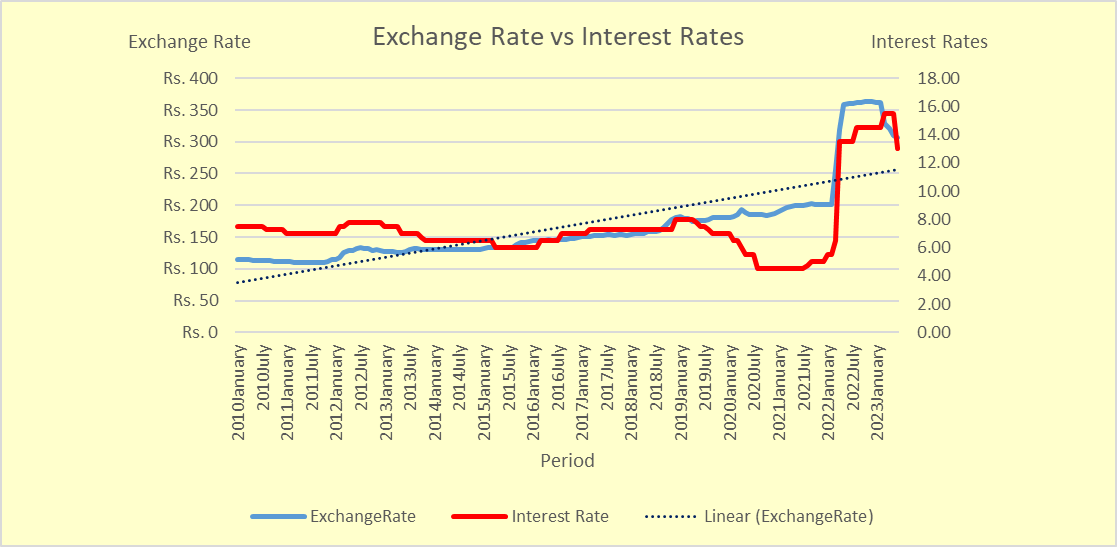 Exchange Rate vs Interest Rates
Exchange Rate
Interest Rates
Rs. 400
Rs. 350
Rs. 300
Rs. 250
Rs. 200
Rs. 150
Rs. 100
Rs. 50
Rs. 0
18.00
16.00
14.00
12.00
10.00
8.00
6.00
4.00
2.00
0.00
2010January
2010July
2011January
2011July
2012January
2012July
2013January
2013July
2014January
2014July
2015January
2015July
2016January
2016July
2017January
2017July
2018January
2018July
2019January
2019July
2020January
2020July
2021January
2021July
2022January
2022July
2023January
Period
ExchangeRate
Interest Rate
Linear (ExchangeRate)